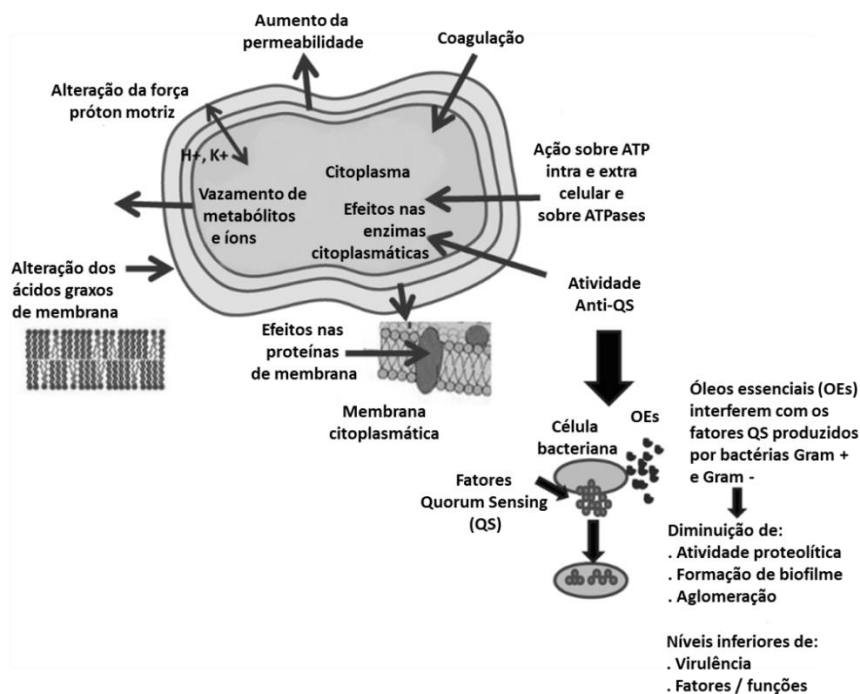 Aumento da
permeabilidade
Coagulação
Alteração da força
próton motriz
H+, K+
Citoplasma
Ação sobre ATP
intra e extra
celular e
sobre ATPases
Vazamento de
metabólitos
e íons
Efeitos nas
enzimas
citoplasmáticas
Alteração dos
ácidos graxos
de membrana
Atividade
Anti-QS
Efeitos nas
proteínas
de membrana
Membrana
citoplasmática
Célula
bacteriana
OEs
Óleos essenciais (OEs)
interferem com os
fatores QS produzidos
por bactérias Gram +
e Gram -
Fatores
Quorum Sensing
(QS)
Diminuição de:
. Atividade proteolítica
. Formação de biofilme
. Aglomeração
Níveis inferiores de:
. Virulência
. Fatores / funções